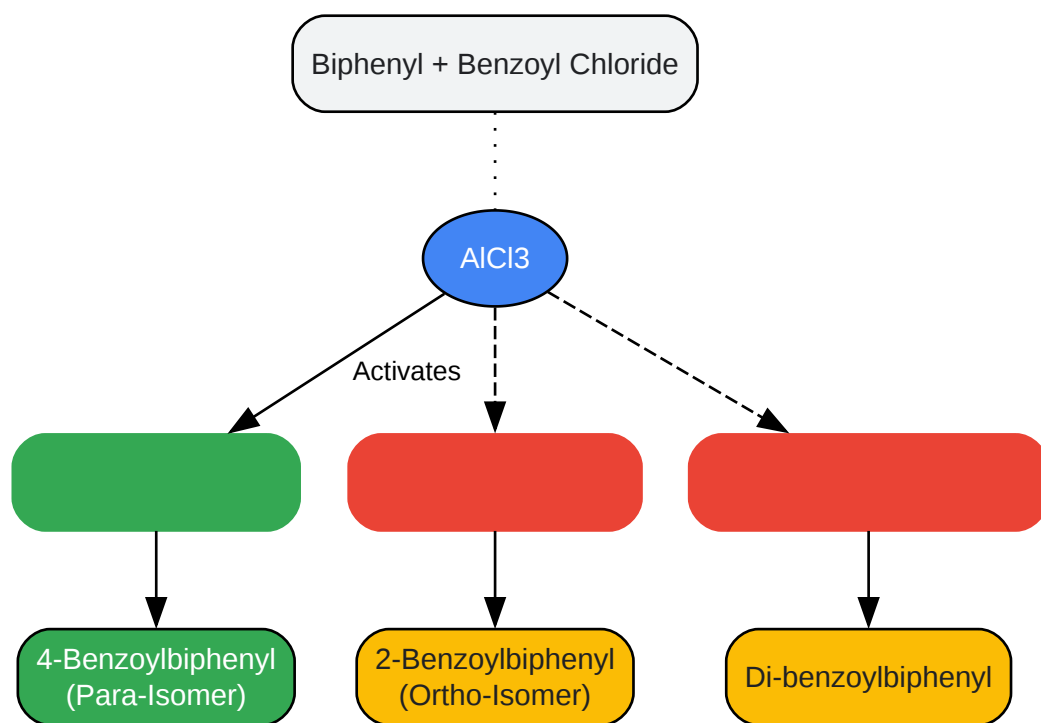 Biphenyl + Benzoyl Chloride
AlCl3
Activates
4-Benzoylbiphenyl
(Para-Isomer)
2-Benzoylbiphenyl
(Ortho-Isomer)
Di-benzoylbiphenyl